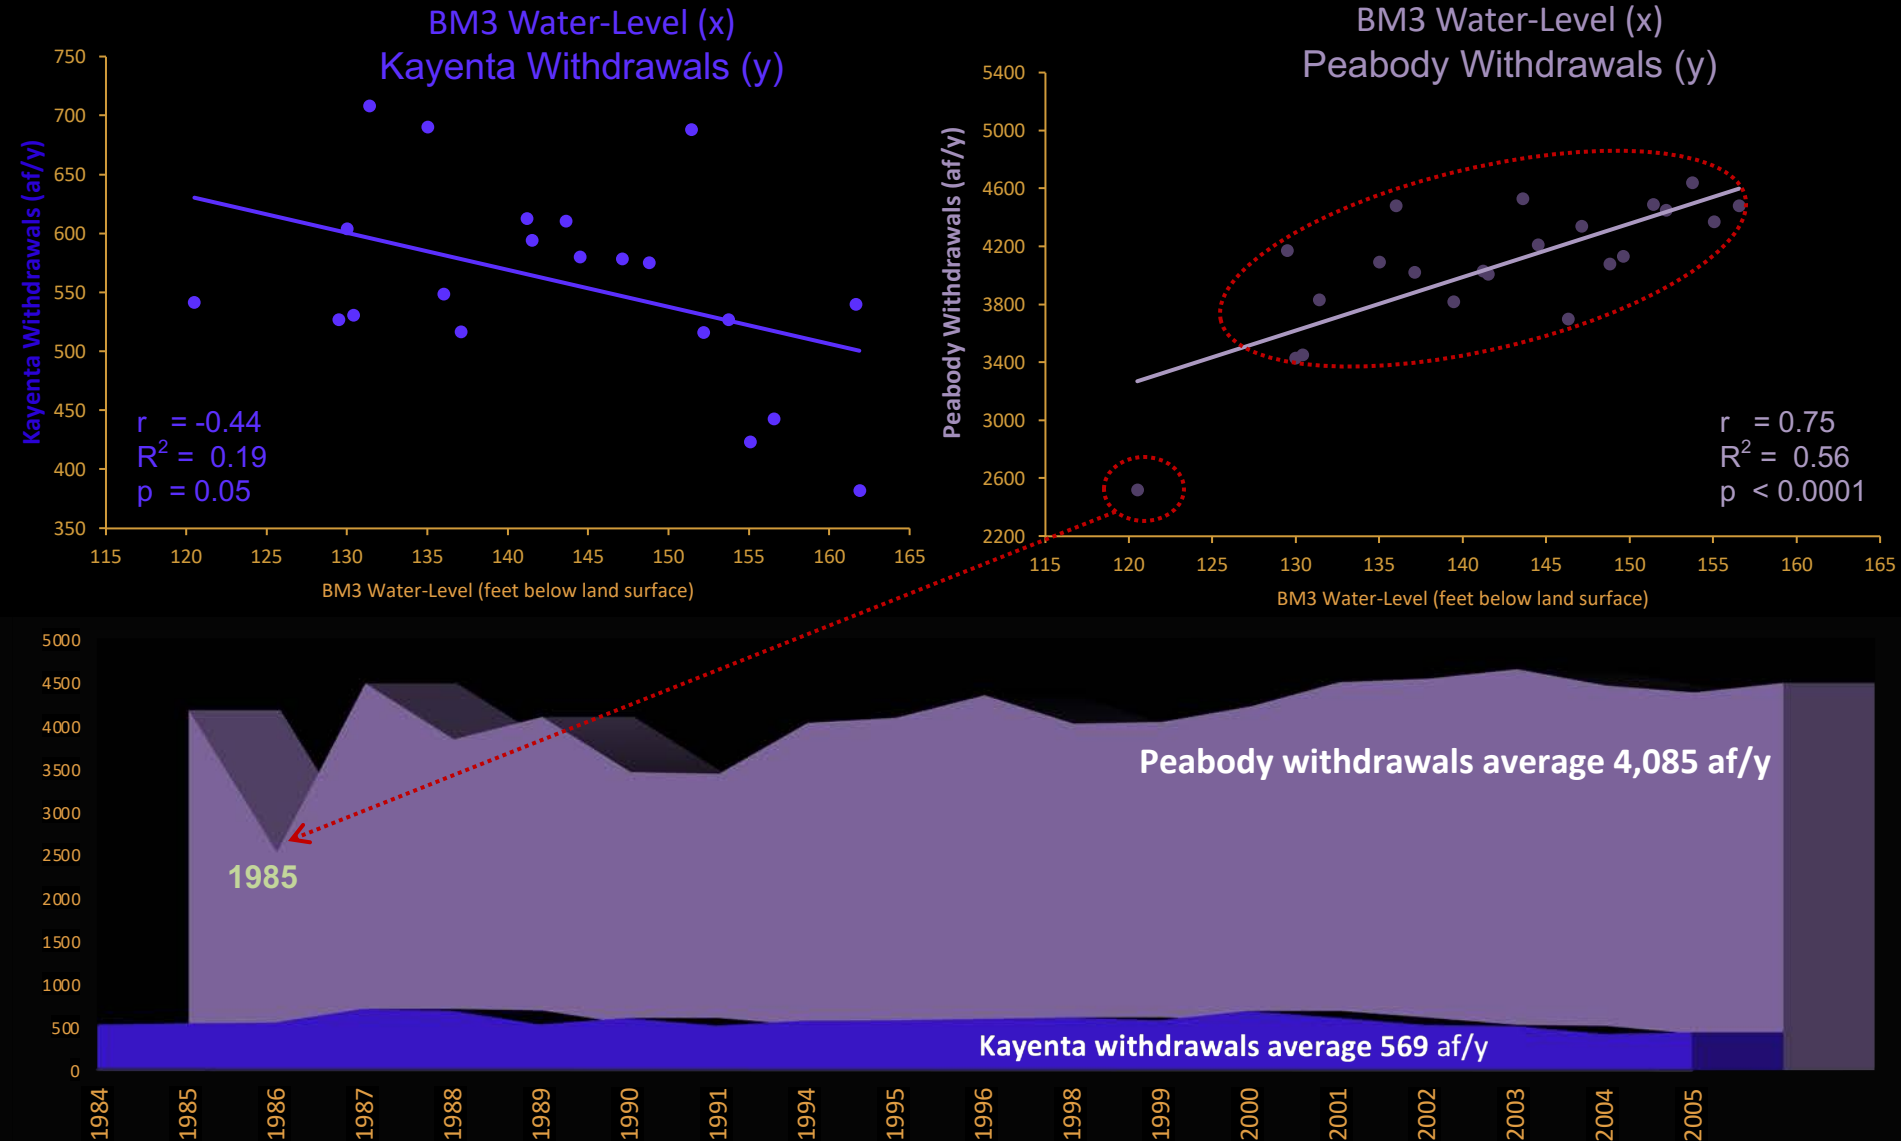 BM3 Water-Level (x)
Kayenta Withdrawals (y)
750
700
650
600
550
500
450
400
350
Kayenta Withdrawals (af/y)
r = -0.44
R² = 0.19
p = 0.05
115 120 125 130 135 140 145 150 155 160 165
BM3 Water-Level (feet below land surface)
BM3 Water-Level (x)
Peabody Withdrawals (y)
5400
5000
4600
4200
3800
3400
3000
2600
2200
Peabody Withdrawals (af/y)
r = 0.75
R² = 0.56
p < 0.0001
115 120 125 130 135 140 145 150 155 160 165
BM3 Water-Level (feet below land surface)
5000
4500
4000
3500
3000
2500
2000
1500
1000
500
0
Peabody withdrawals average 4,085 af/y
1985
Kayenta withdrawals average 569 af/y
1984 1985 1986 1987 1988 1989 1990 1991 1994 1995 1996 1998 1999 2000 2001 2002 2003 2004 2005